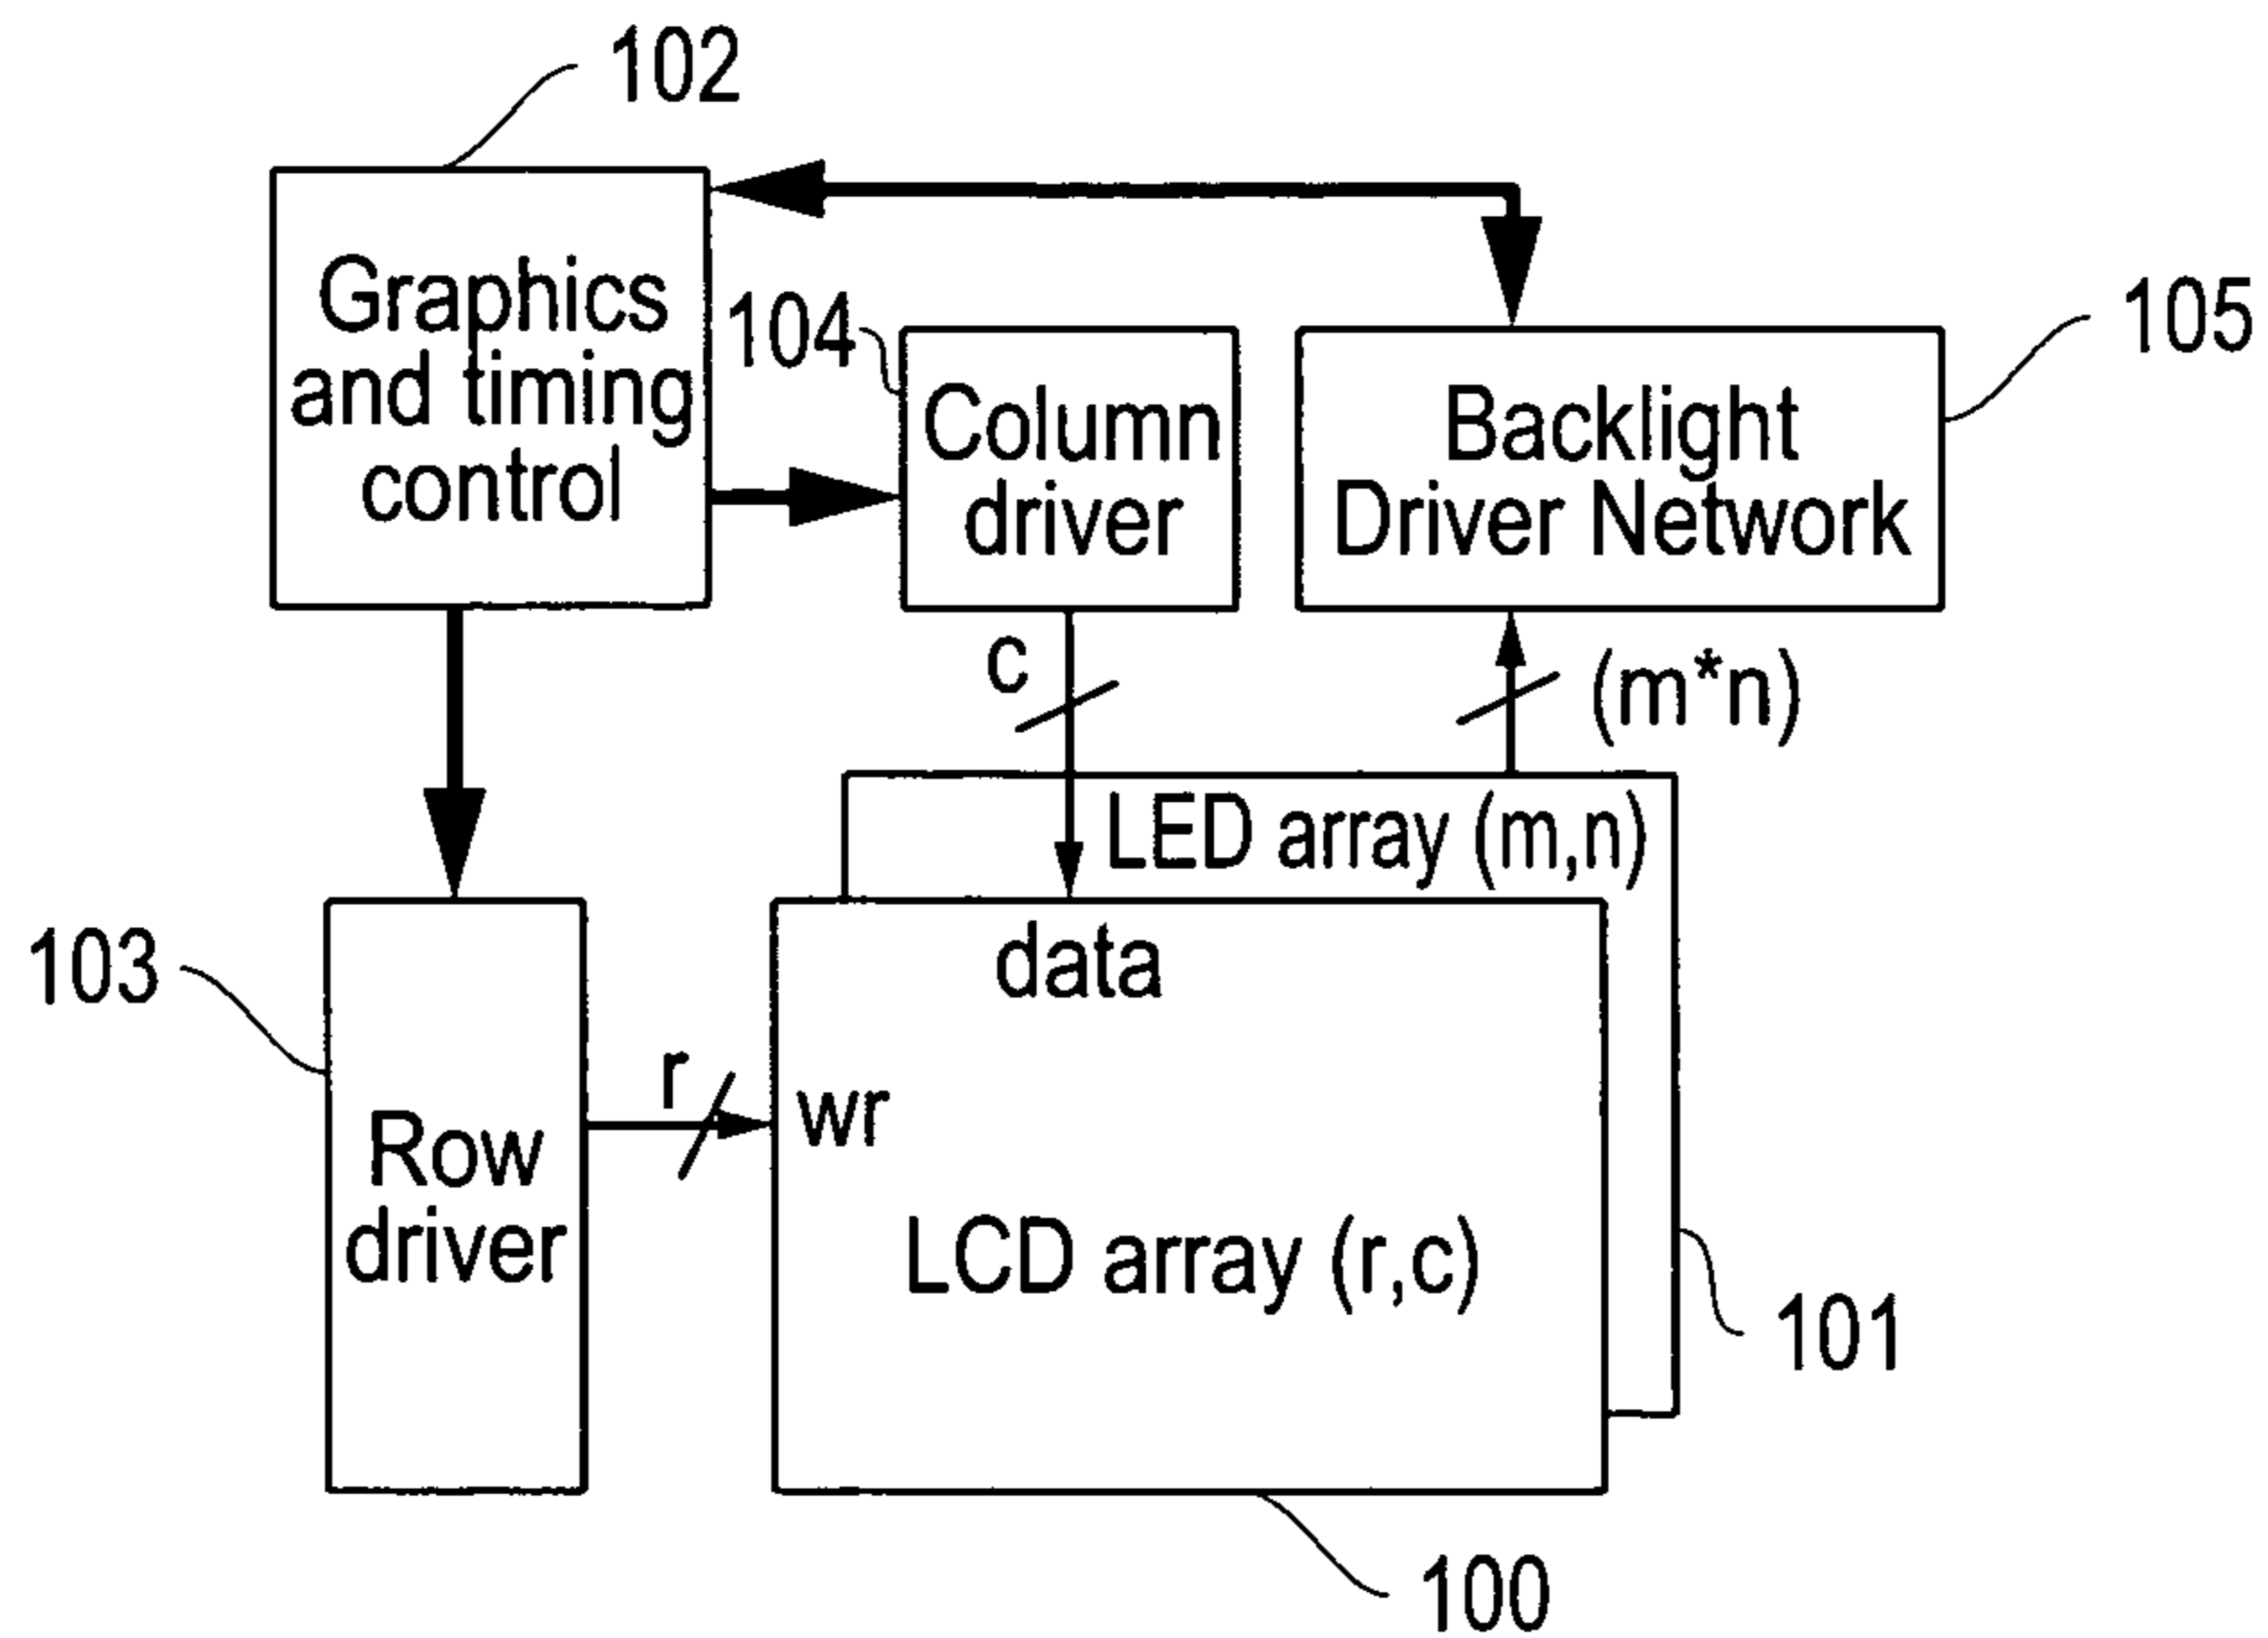 102
Graphics
and timing
control
104
Column
driver
Backlight
Driver Network
105
c
(m*n)
LED array (m,n)
data
103
Row
driver
r
wr
LCD array (r,c)
101
100